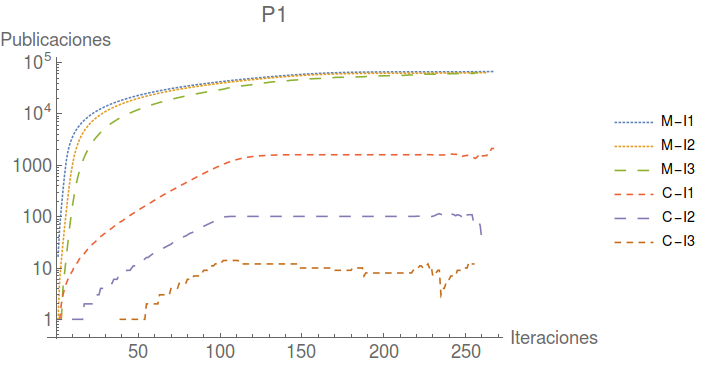 P1
Publicaciones
10^5
10^4
1000
100
10
1
50 100 150 200 250
Iteraciones
M-I1
M-I2
M-I3
C-I1
C-I2
C-I3